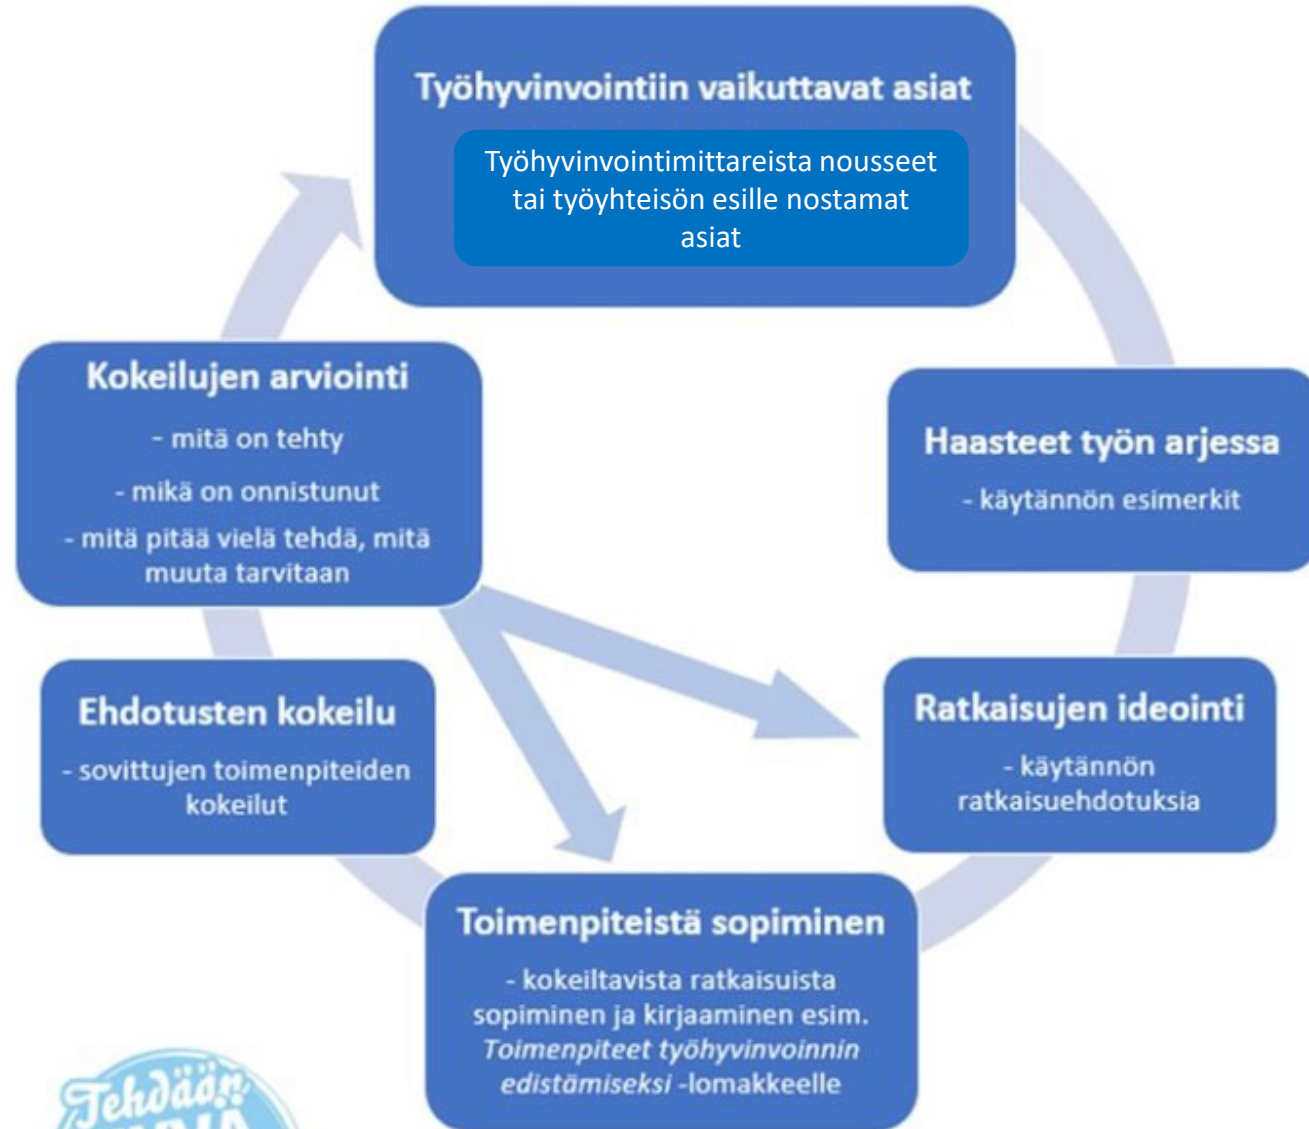 Työhyvinvointiin vaikuttavat asiat
Työhyvinvointimittareista nousseet
tai työyhteisön esille nostamat
asiat
Haasteet työn arjessa
- käytännön esimerkit
Ratkaisujen ideointi
- käytännön
ratkaisuehdotuksia
Toimenpiteistä sopiminen
- kokeiltavista ratkaisuista
sopiminen ja kirjaaminen esim.
Toimenpiteet työhyvinvoinnin
edistämiseksi -lomakkeelle
Ehdotusten kokeilu
- sovittujen toimenpiteiden
kokeilut
Kokeilujen arviointi
- mitä on tehty
- mikä on onnistunut
- mitä pitää vielä tehdä, mitä
muuta tarvitaan
Tehdään